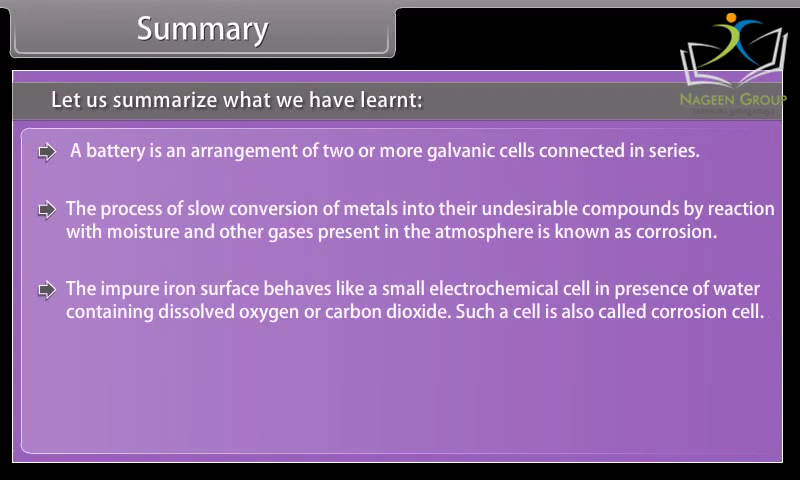 Summary
NAGEEN GROUP
Let us summarize what we have learnt:
A battery is an arrangement of two or more galvanic cells connected in series.
The process of slow conversion of metals into their undesirable compounds by reaction
with moisture and other gases present in the atmosphere is known as corrosion.
The impure iron surface behaves like a small electrochemical cell in presence of water
containing dissolved oxygen or carbon dioxide. Such a cell is also called corrosion cell.